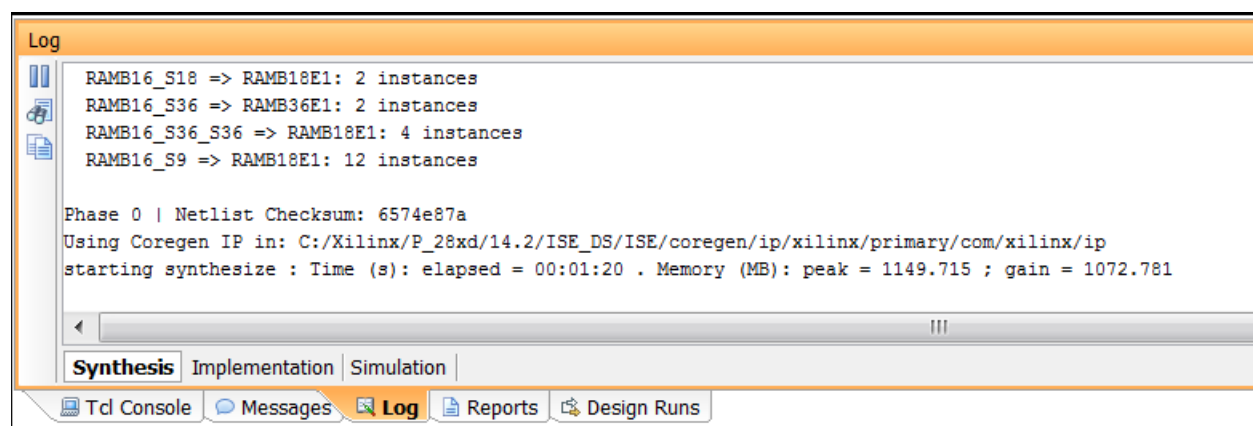 Log
RAMB16_S18 => RAMB18E1: 2 instances
RAMB16_S36 => RAMB36E1: 2 instances
RAMB16_S36_S36 => RAMB18E1: 4 instances
RAMB16_S9 => RAMB18E1: 12 instances
Phase 0 | Netlist Checksum: 6574e87a
Using Coregen IP in: C:/Xilinx/P_28xd/14.2/ISE_DS/ISE/coregen/ip/xilinx/primary/com/xilinx/ip
starting synthesize : Time (s): elapsed = 00:01:20 . Memory (MB): peak = 1149.715 ; gain = 1072.781
Synthesis Implementation Simulation
Tcl Console Messages Log Reports Design Runs